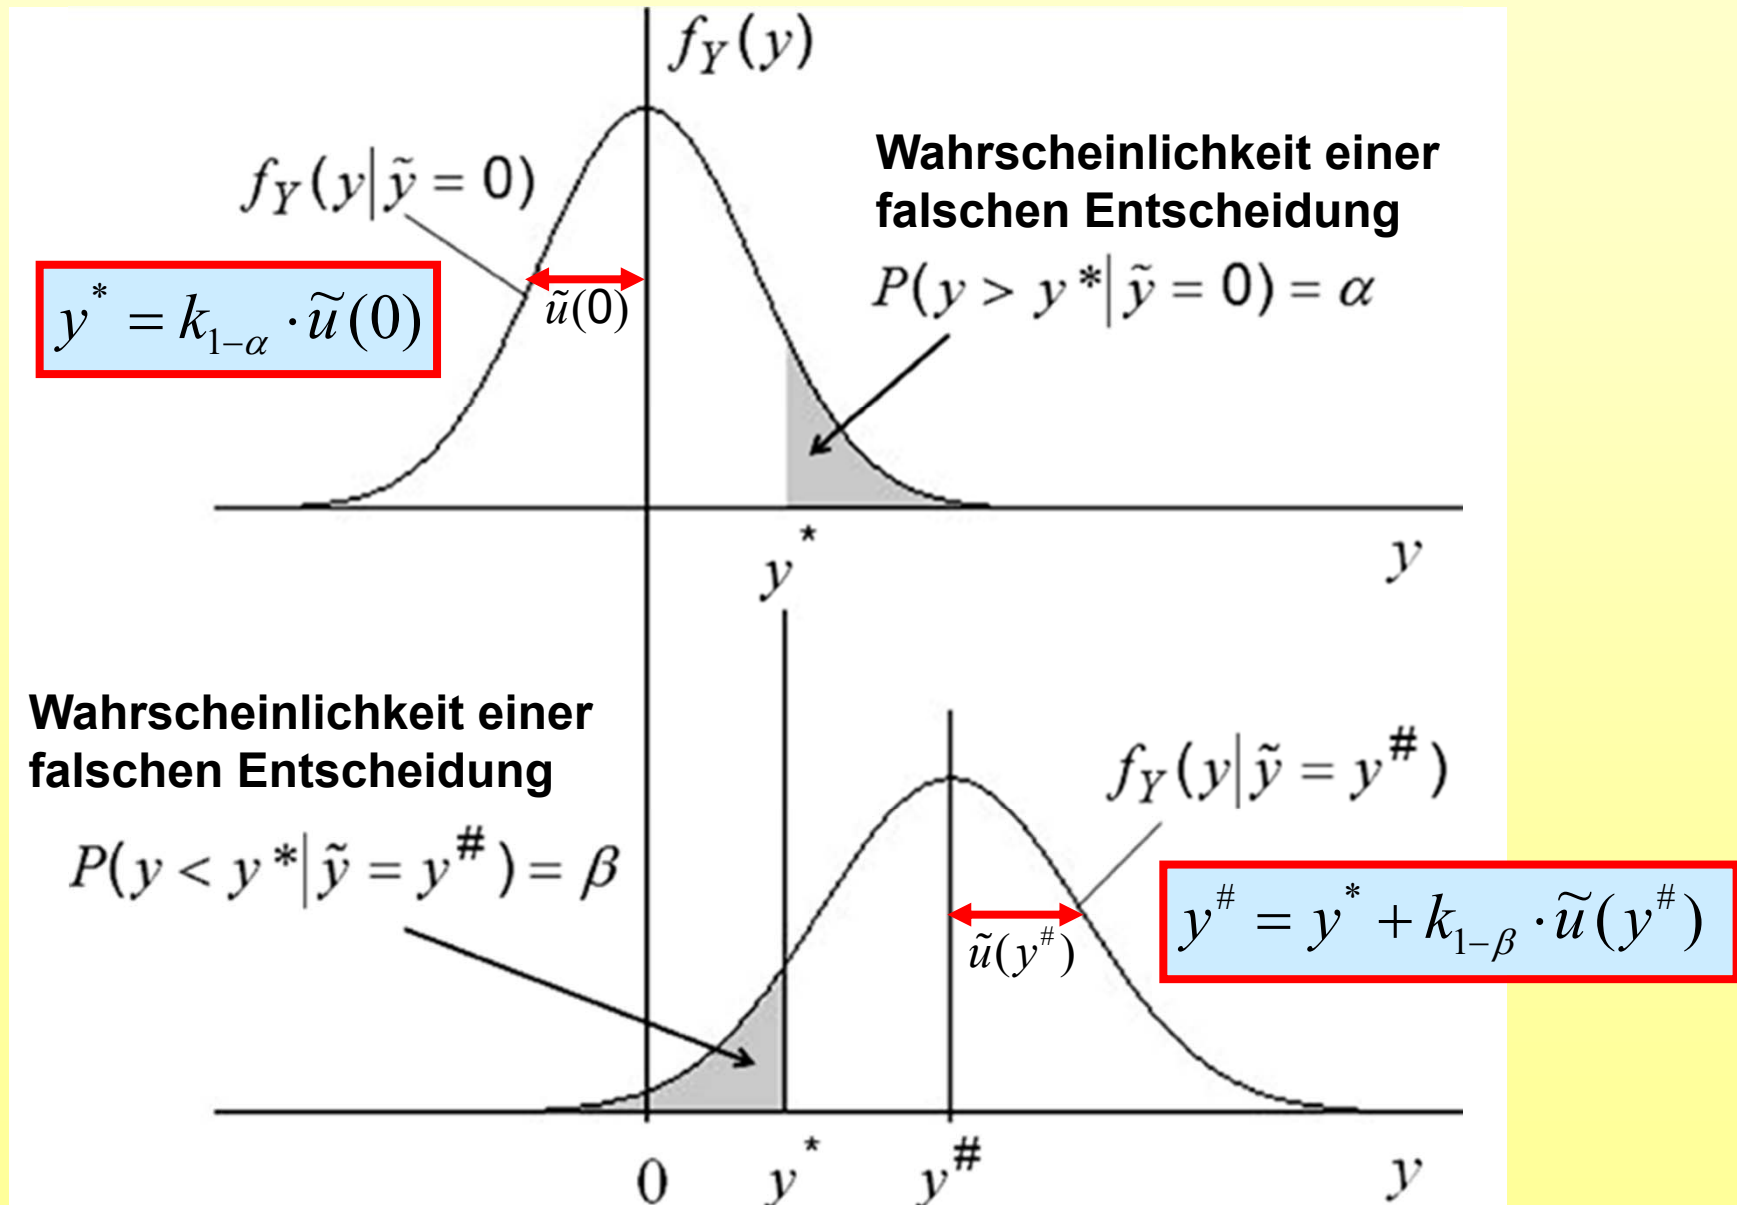 f_Y(y)
Wahrscheinlichkeit einer
falschen Entscheidung
f_Y(y|ỹ = 0)
P(y > y*|ỹ = 0) = α
y* = k_{1−α} · ũ(0)
ũ(0)
y*
y
Wahrscheinlichkeit einer
falschen Entscheidung
f_Y(y|ỹ = y^#)
P(y < y*|ỹ = y^#) = β
y^# = y* + k_{1−β} · ũ(y^#)
ũ(y^#)
0 y* y^# y